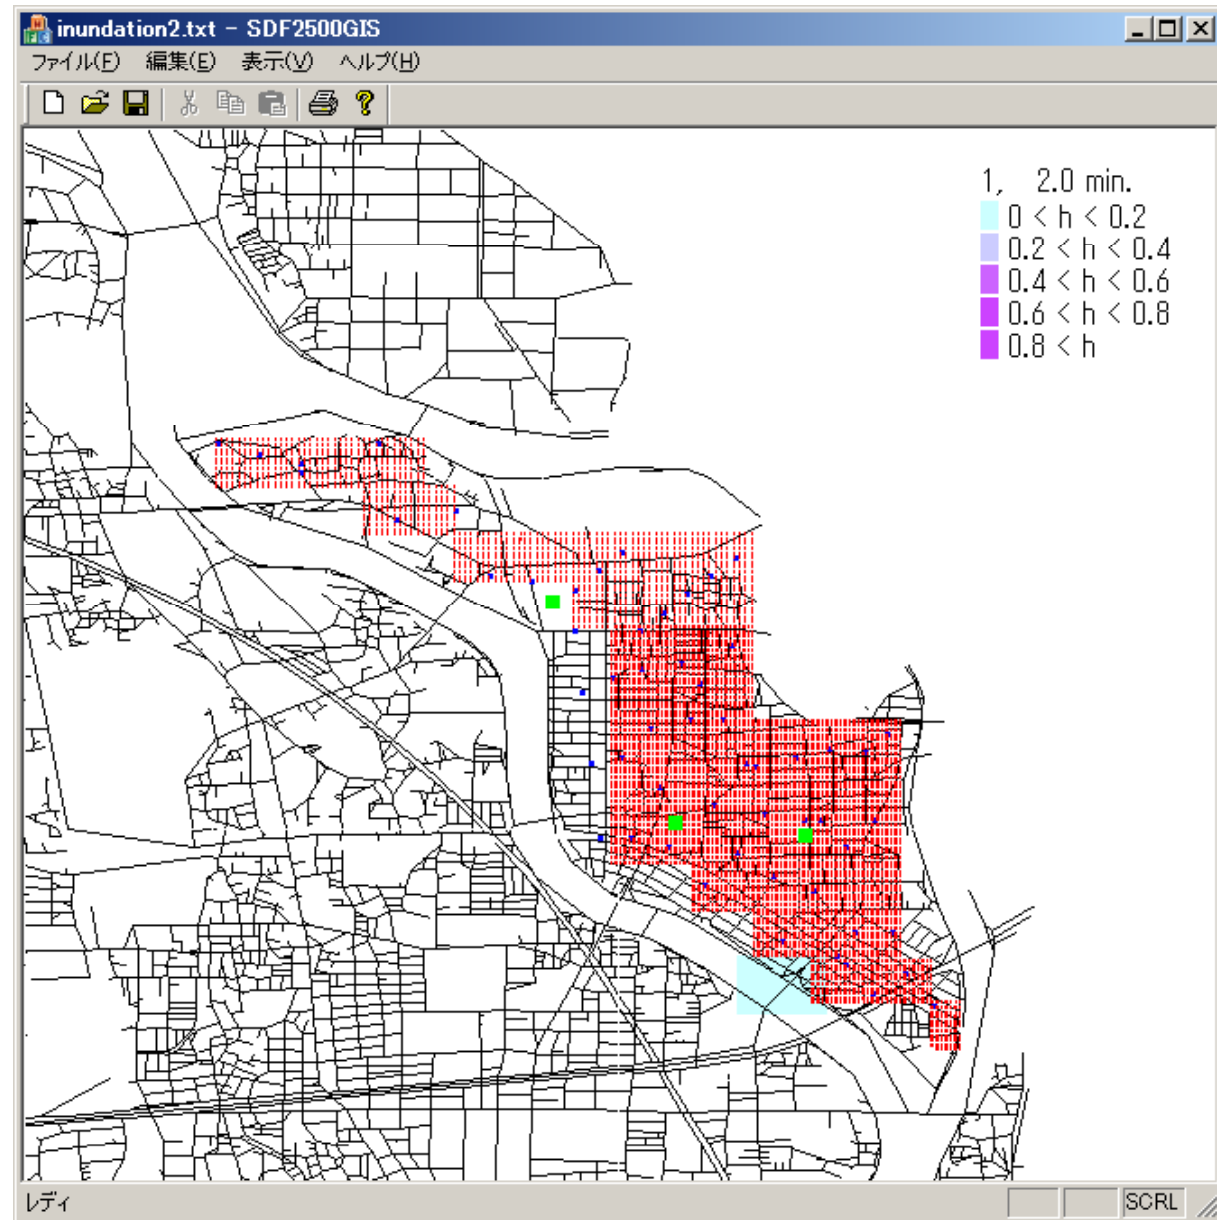 inundation2.txt - SDF2500GIS
ファイル(F) 編集(E) 表示(V) ヘルプ(H)
1, 2.0 min.
0 < h < 0.2
0.2 < h < 0.4
0.4 < h < 0.6
0.6 < h < 0.8
0.8 < h
レディ
SCRL